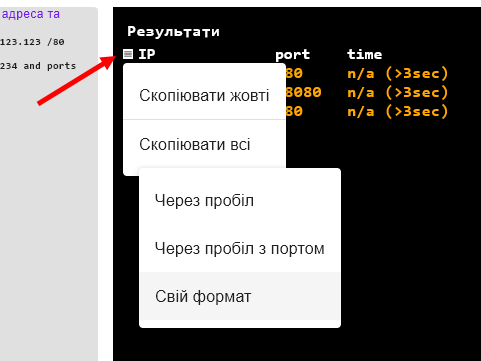 адреса та
123.123 /80
234 and ports
Результати
IP port time
80 n/a (>3sec)
8080 n/a (>3sec)
80 n/a (>3sec)
Скопіювати жовті
Скопіювати всі
Через пробіл
Через пробіл з портом
Свій формат